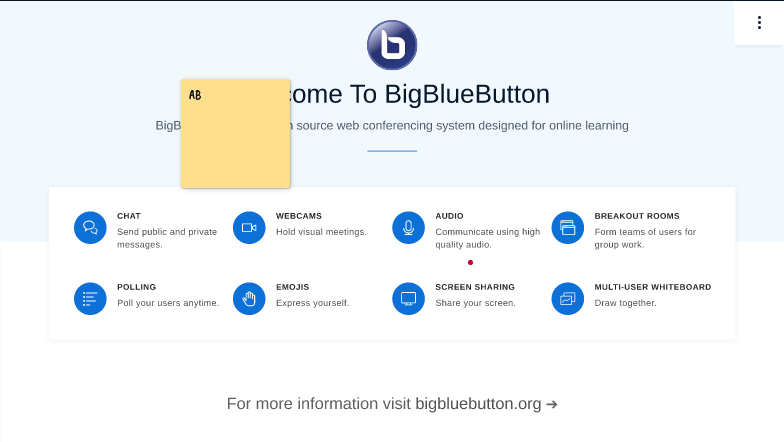 AB
come To BigBlueButton
BigB source web conferencing system designed for online learning
CHAT
Send public and private
messages.
WEBCAMS
Hold visual meetings.
AUDIO
Communicate using high
quality audio.
BREAKOUT ROOMS
Form teams of users for
group work.
POLLING
Poll your users anytime.
EMOJIS
Express yourself.
SCREEN SHARING
Share your screen.
MULTI-USER WHITEBOARD
Draw together.
For more information visit bigbluebutton.org →